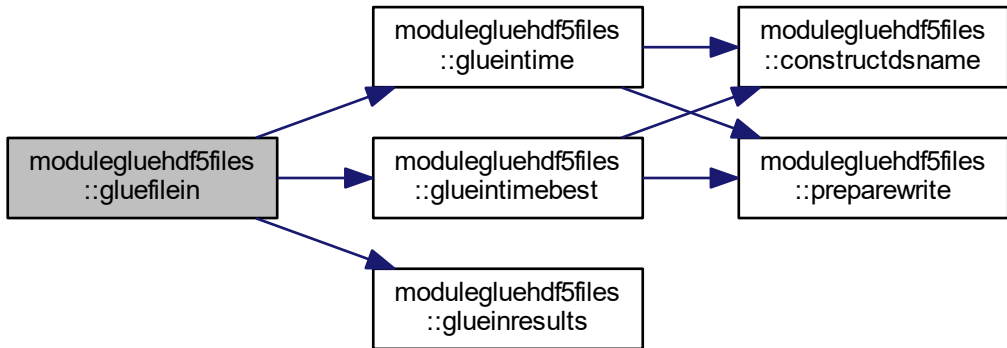 modulegluehdf5files
::gluefilein
modulegluehdf5files
::glueintime
modulegluehdf5files
::glueintimebest
modulegluehdf5files
::glueinresults
modulegluehdf5files
::constructdsname
modulegluehdf5files
::preparewrite